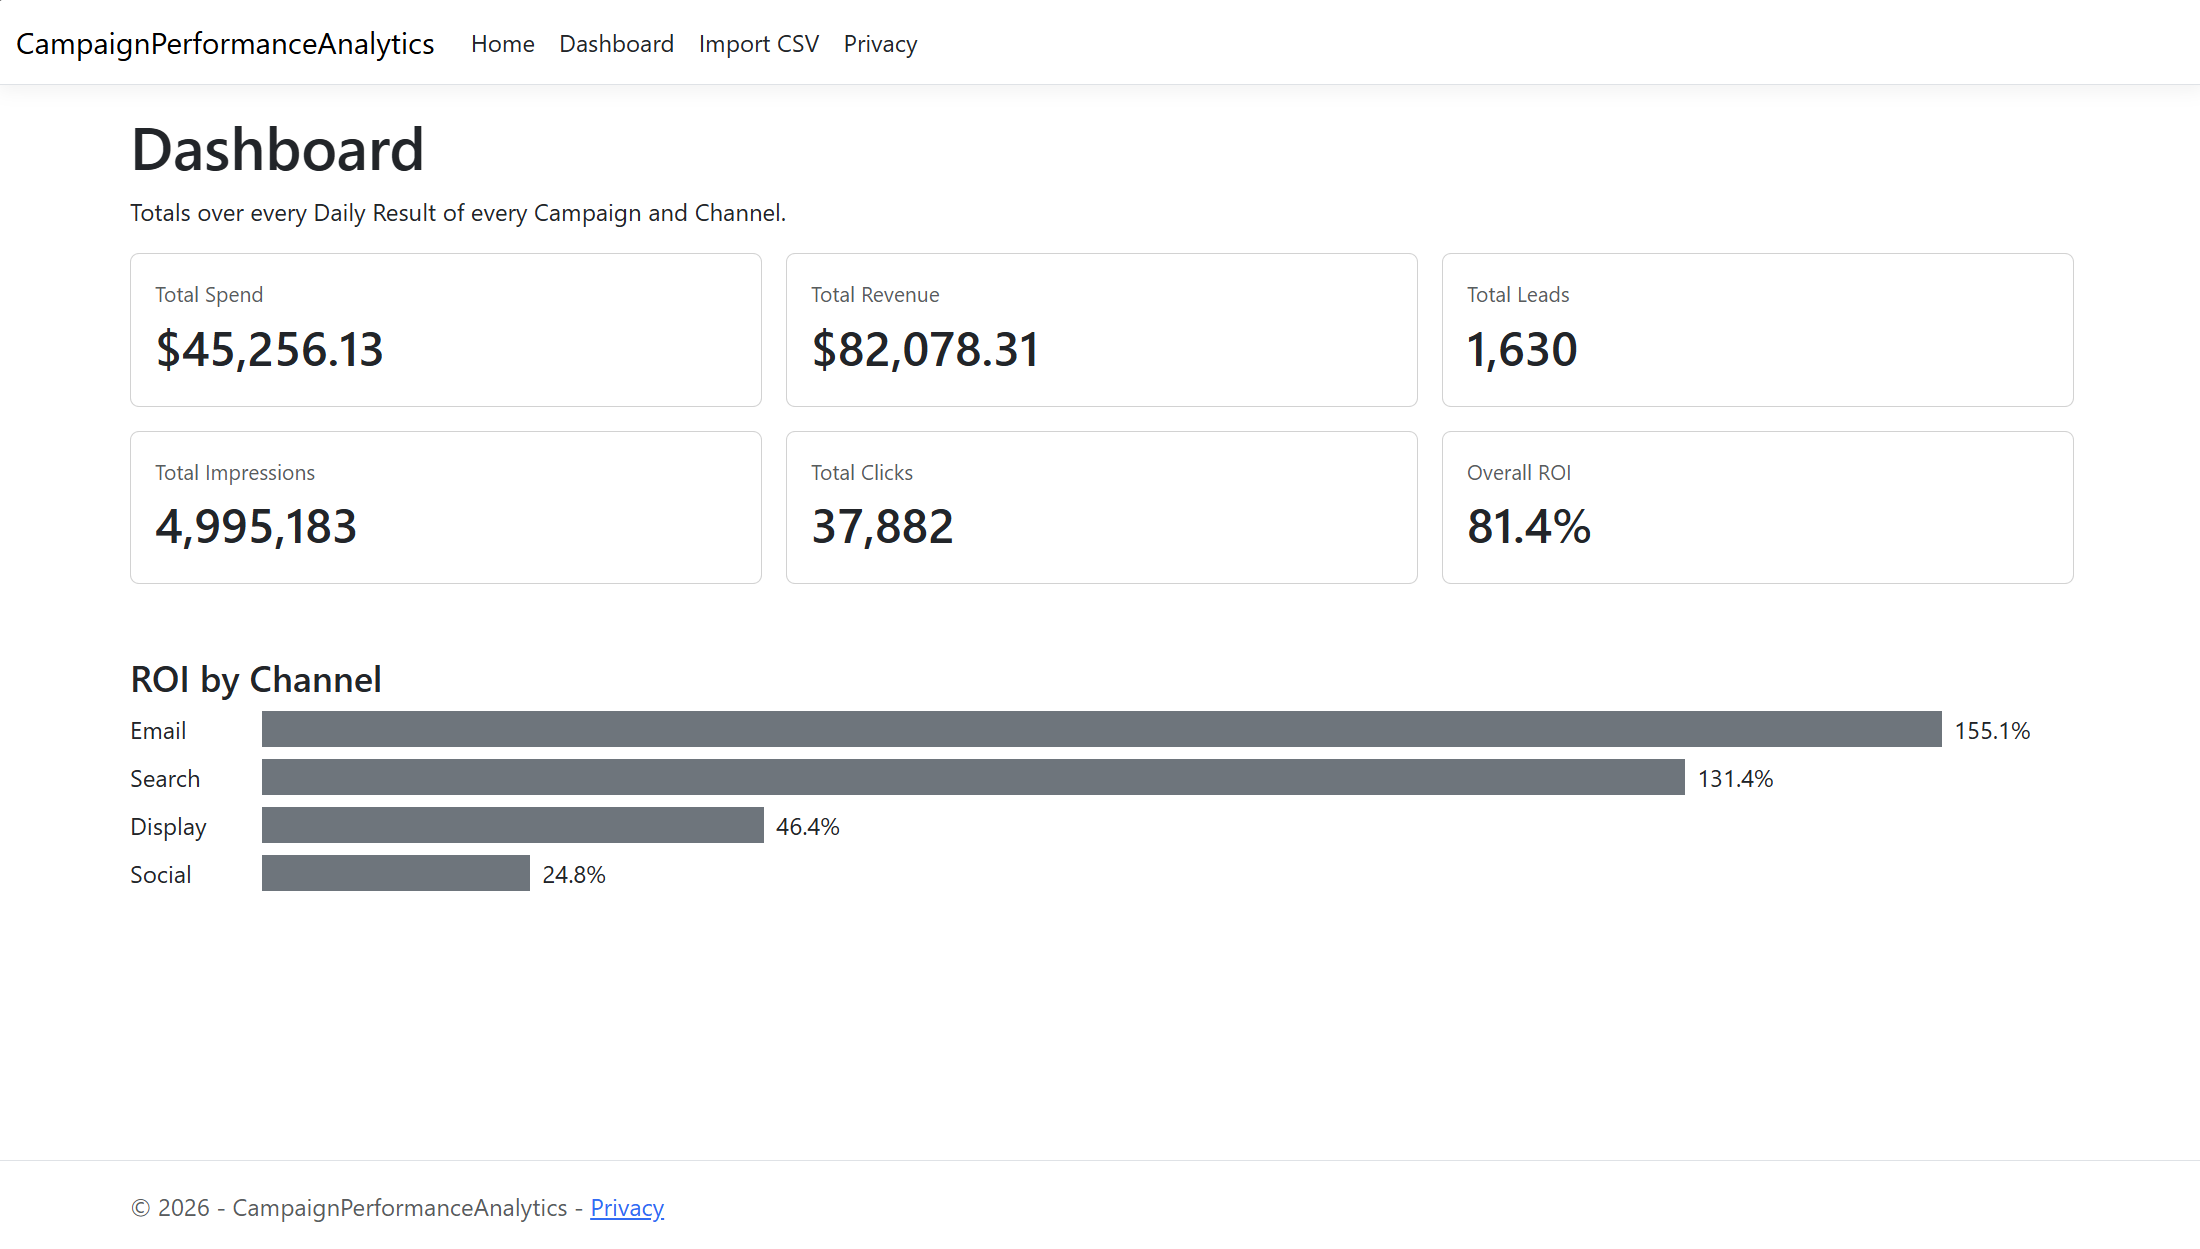 CampaignPerformanceAnalytics Home Dashboard Import CSV Privacy
Dashboard
Totals over every Daily Result of every Campaign and Channel.
Total Spend
$45,256.13
Total Revenue
$82,078.31
Total Leads
1,630
Total Impressions
4,995,183
Total Clicks
37,882
Overall ROI
81.4%
ROI by Channel
Email 155.1%
Search 131.4%
Display 46.4%
Social 24.8%
© 2026 - CampaignPerformanceAnalytics - Privacy